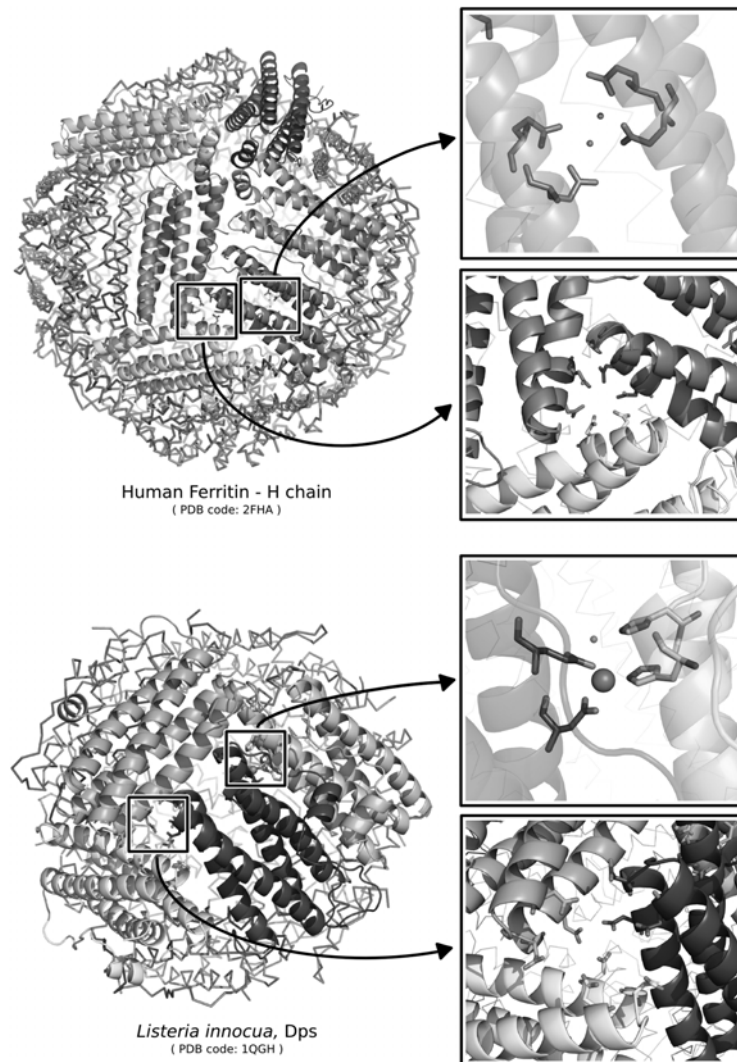 Human Ferritin - H chain
( PDB code: 2FHA )
Listeria innocua, Dps
( PDB code: 1QGH )